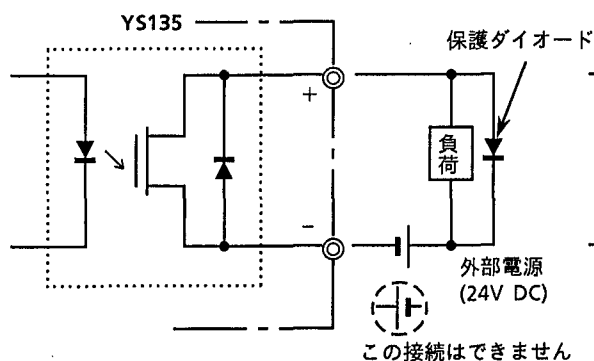 YS135
保護ダイオード
+
負荷
−
外部電源
(24V DC)
この接続はできません